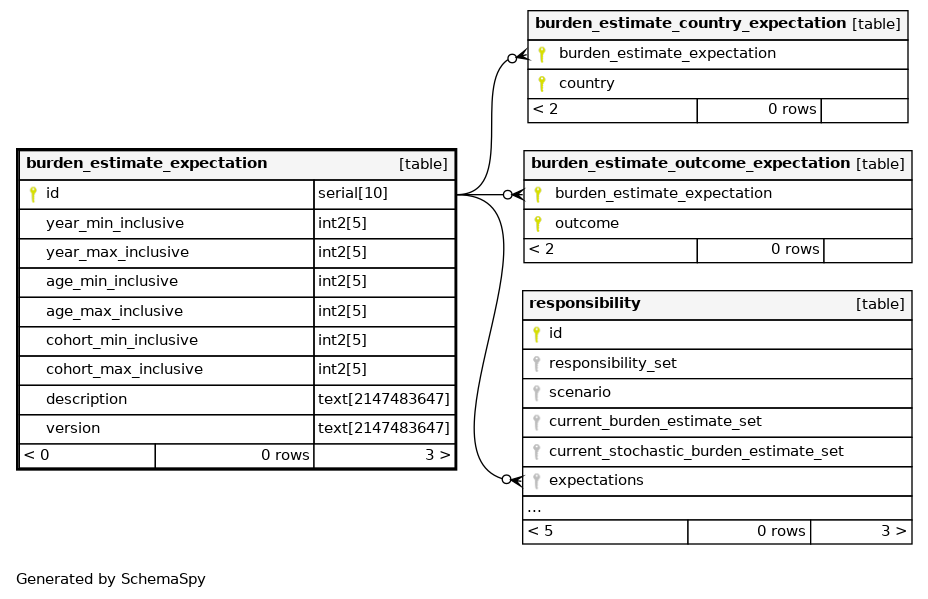 burden_estimate_country_expectation [table]
burden_estimate_expectation
country
< 2 0 rows
burden_estimate_expectation [table]
id serial[10]
year_min_inclusive int2[5]
year_max_inclusive int2[5]
age_min_inclusive int2[5]
age_max_inclusive int2[5]
cohort_min_inclusive int2[5]
cohort_max_inclusive int2[5]
description text[2147483647]
version text[2147483647]
< 0 0 rows 3 >
burden_estimate_outcome_expectation [table]
burden_estimate_expectation
outcome
< 2 0 rows
responsibility [table]
id
responsibility_set
scenario
current_burden_estimate_set
current_stochastic_burden_estimate_set
expectations
...
< 5 0 rows 3 >
Generated by SchemaSpy